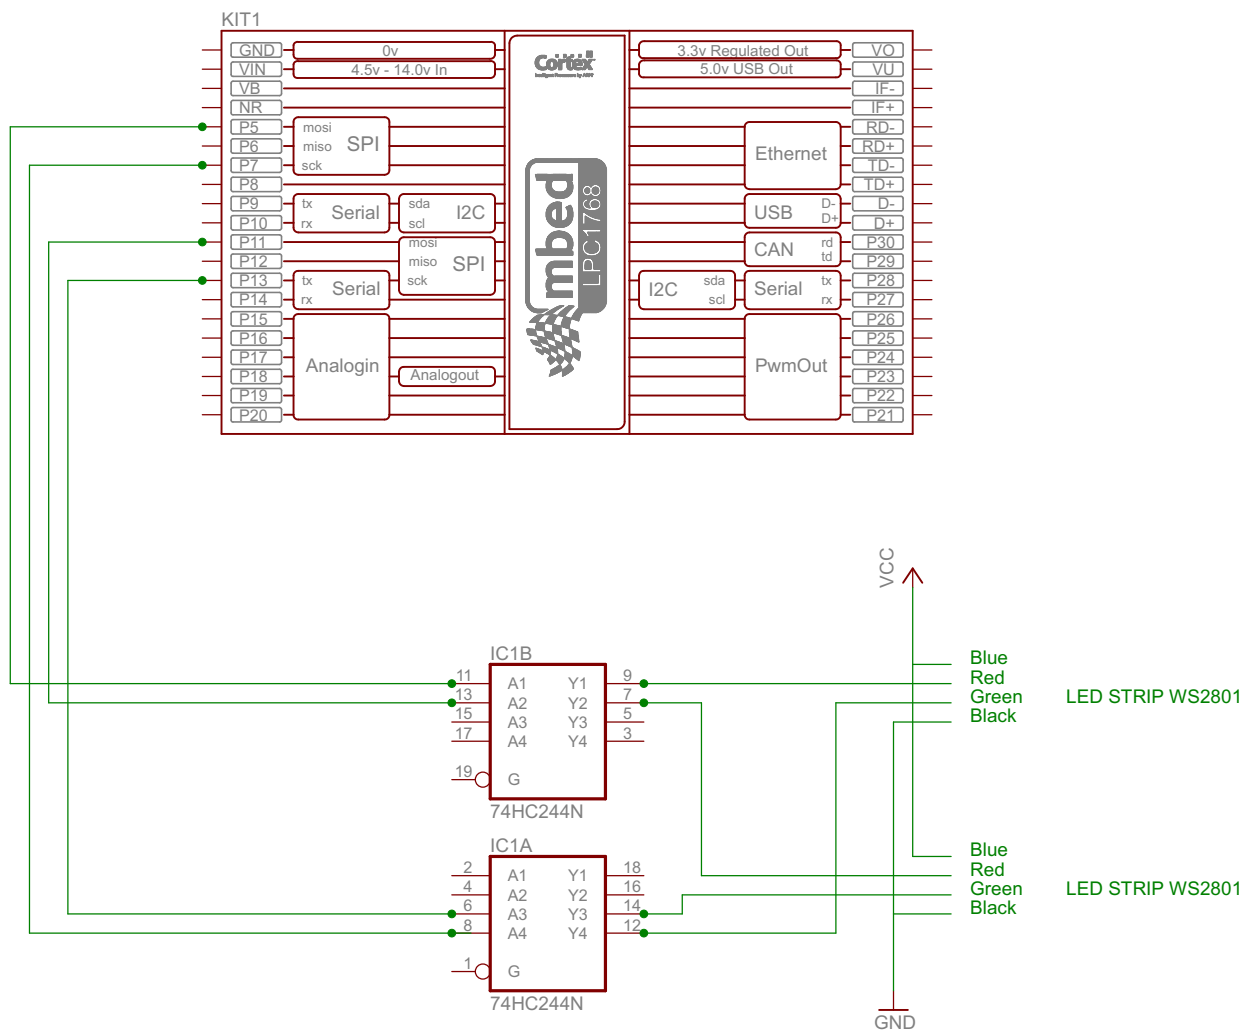 KIT1
GND 0v 3.3v Regulated Out VO
VIN 4.5v - 14.0v In 5.0v USB Out VU
Cortex
Intelligent Processors by ARM
VB IF-
NR IF+
P5 mosi RD-
P6 miso SPI Ethernet RD+
P7 sck TD-
P8 TD+
P9 tx Serial sda I2C USB D- D-
P10 rx scl D+ D+
P11 mosi CAN rd P30
P12 miso SPI td P29
P13 tx Serial sck I2C sda Serial tx P28
P14 rx scl rx P27
mbed
LPC1768
P15 P26
P16 P25
P17 Analogin PwmOut P24
P18 Analogout P23
P19 P22
P20 P21
VCC
IC1B
11 A1 Y1 9
13 A2 Y2 7
15 A3 Y3 5
17 A4 Y4 3
19 G
74HC244N
Blue
Red
Green LED STRIP WS2801
Black
IC1A
2 A1 Y1 18
4 A2 Y2 16
6 A3 Y3 14
8 A4 Y4 12
1 G
74HC244N
Blue
Red
Green LED STRIP WS2801
Black
GND